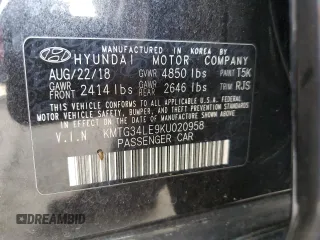 MANUFACTURED IN KOREA BY
HYUNDAI MOTOR COMPANY
AUG/22/18 GVWR 4850 lbs PAINT T5K
GAWR FRONT 2414 lbs GAWR REAR 2646 lbs TRIM RJS
THIS VEHICLE CONFORMS TO ALL APPLICABLE
U.S. FEDERAL MOTOR VEHICLE
SAFETY, BUMPER, AND THEFT PREVENTION
STANDARDS IN EFFECT ON THE DATE OF
MANUFACTURE SHOWN ABOVE.
V.I.N : KMTG34LE9KU020958
PASSENGER CAR
© DREAMBID